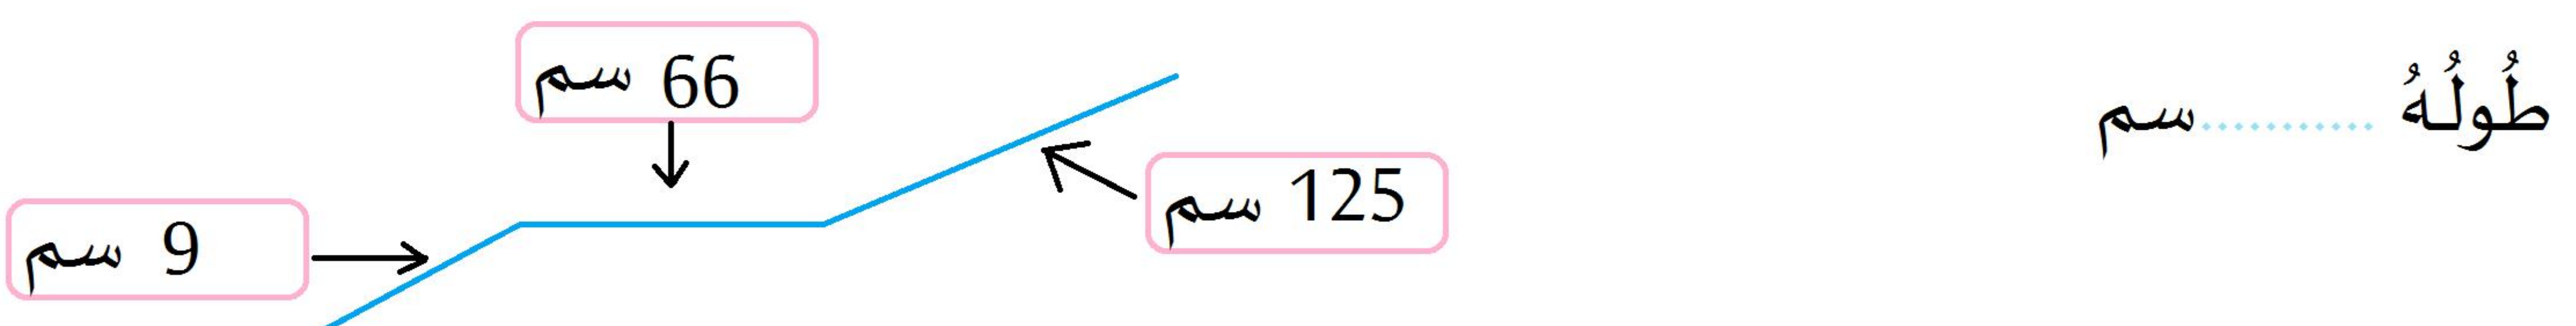 66 سم
طُولُهُ ........... سم
125 سم
9 سم